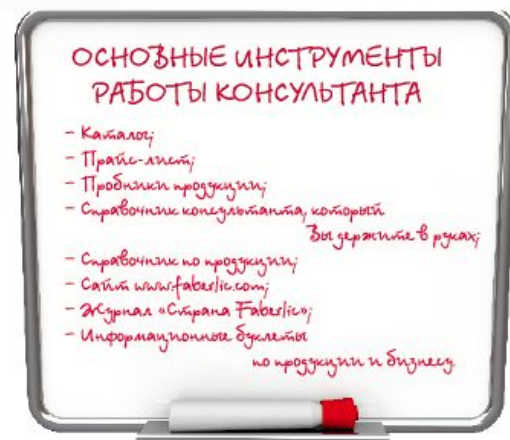 ОСНОВНЫЕ ИНСТРУМЕНТЫ
РАБОТЫ КОНСУЛЬТАНТА
- Каталог;
- Прайс-лист;
- Пробники продукции;
- Справочник консультанта, который
Вы держите в руках;
- Справочник по продукции;
- Сайт www.faberlic.com;
- Журнал «Страна Faberlic»;
- Информационные буклеты
по продукции и бизнесу